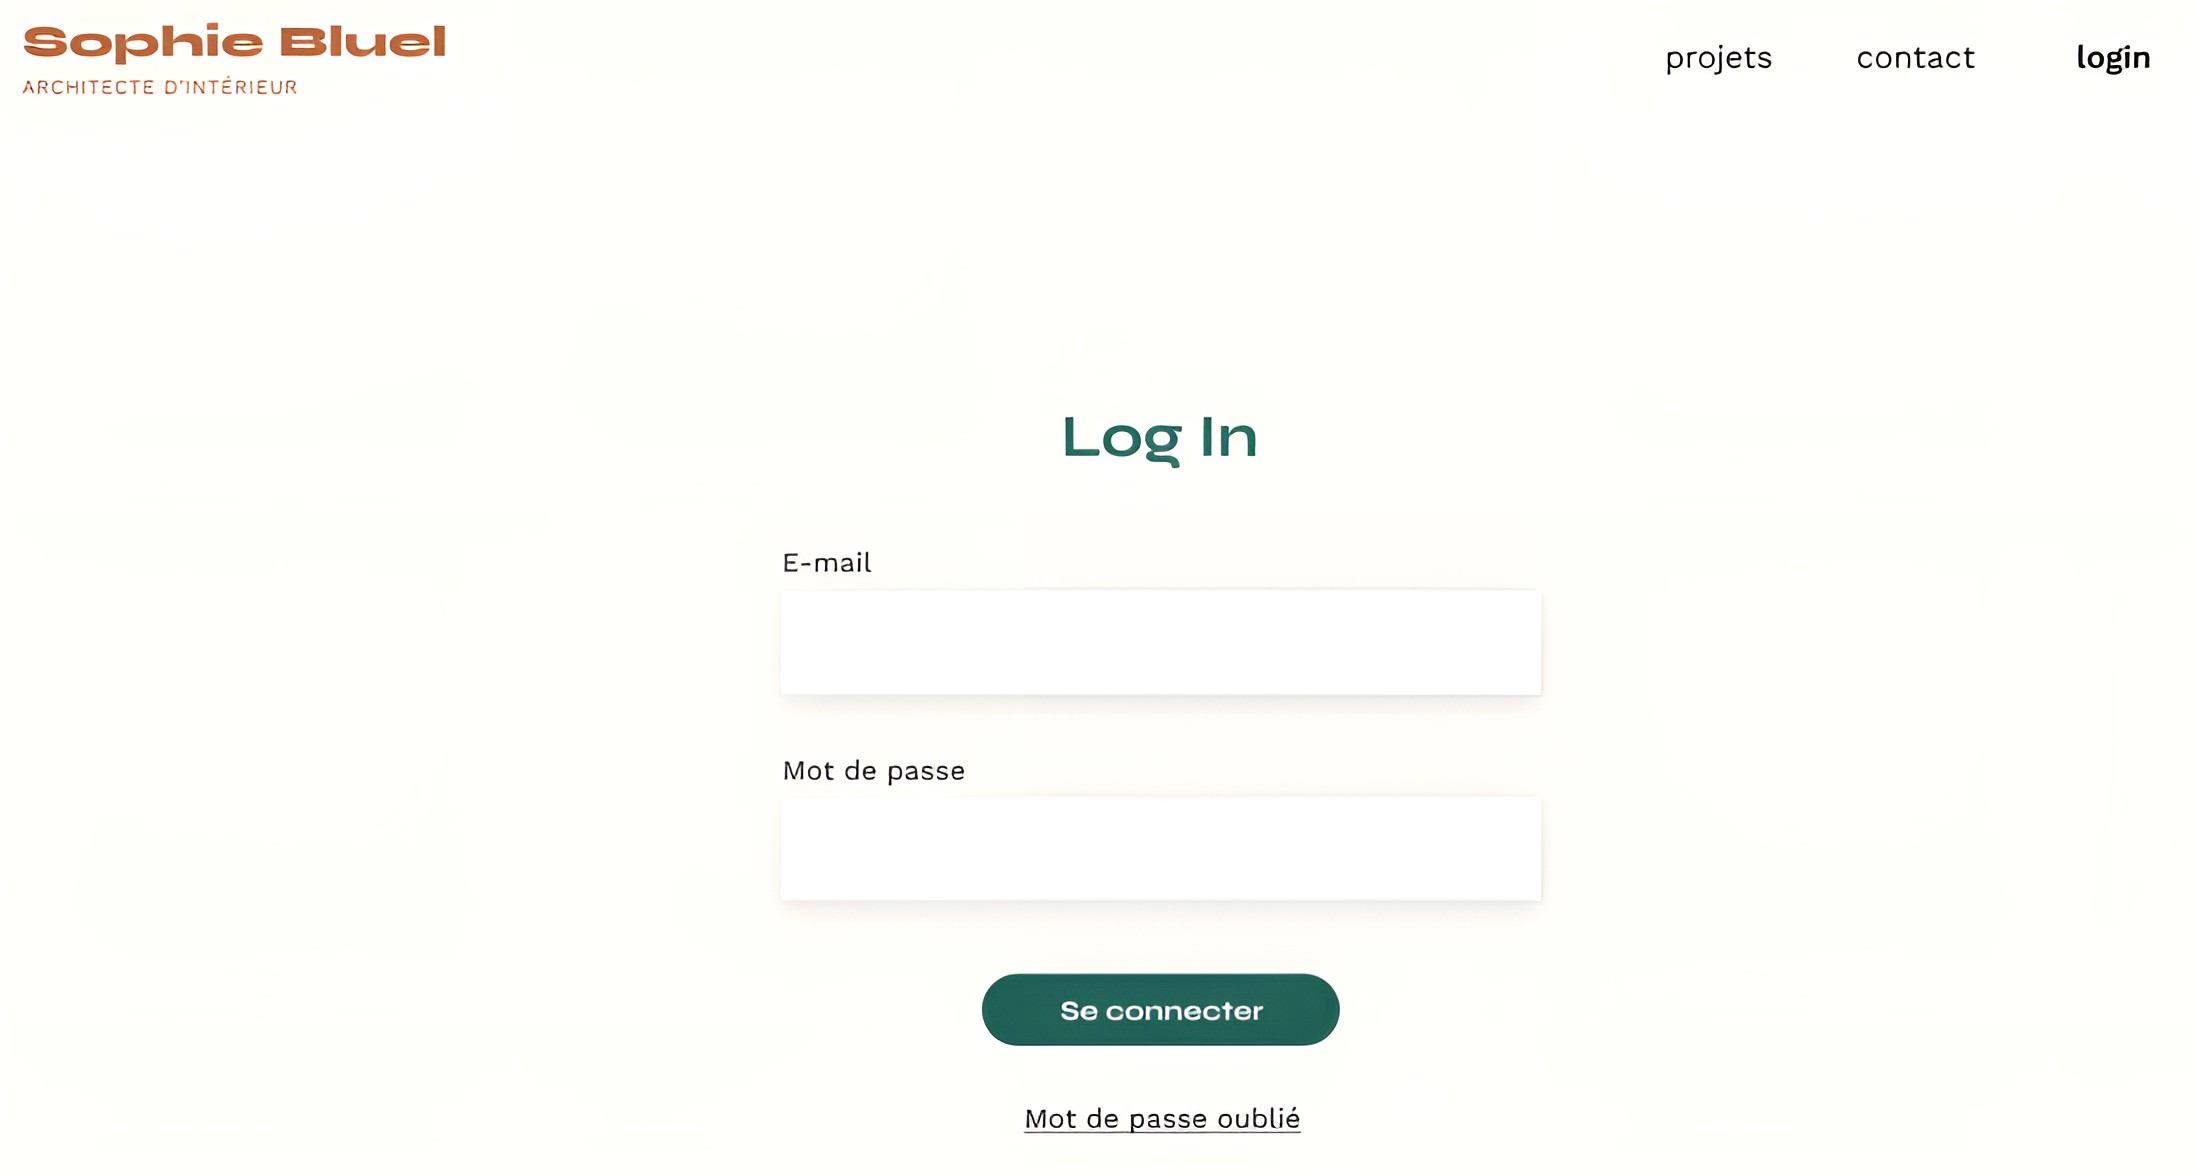 Sophie Bluel
ARCHITECTE D'INTÉRIEUR
projets contact login
Log In
E-mail
Mot de passe
Se connecter
Mot de passe oublié